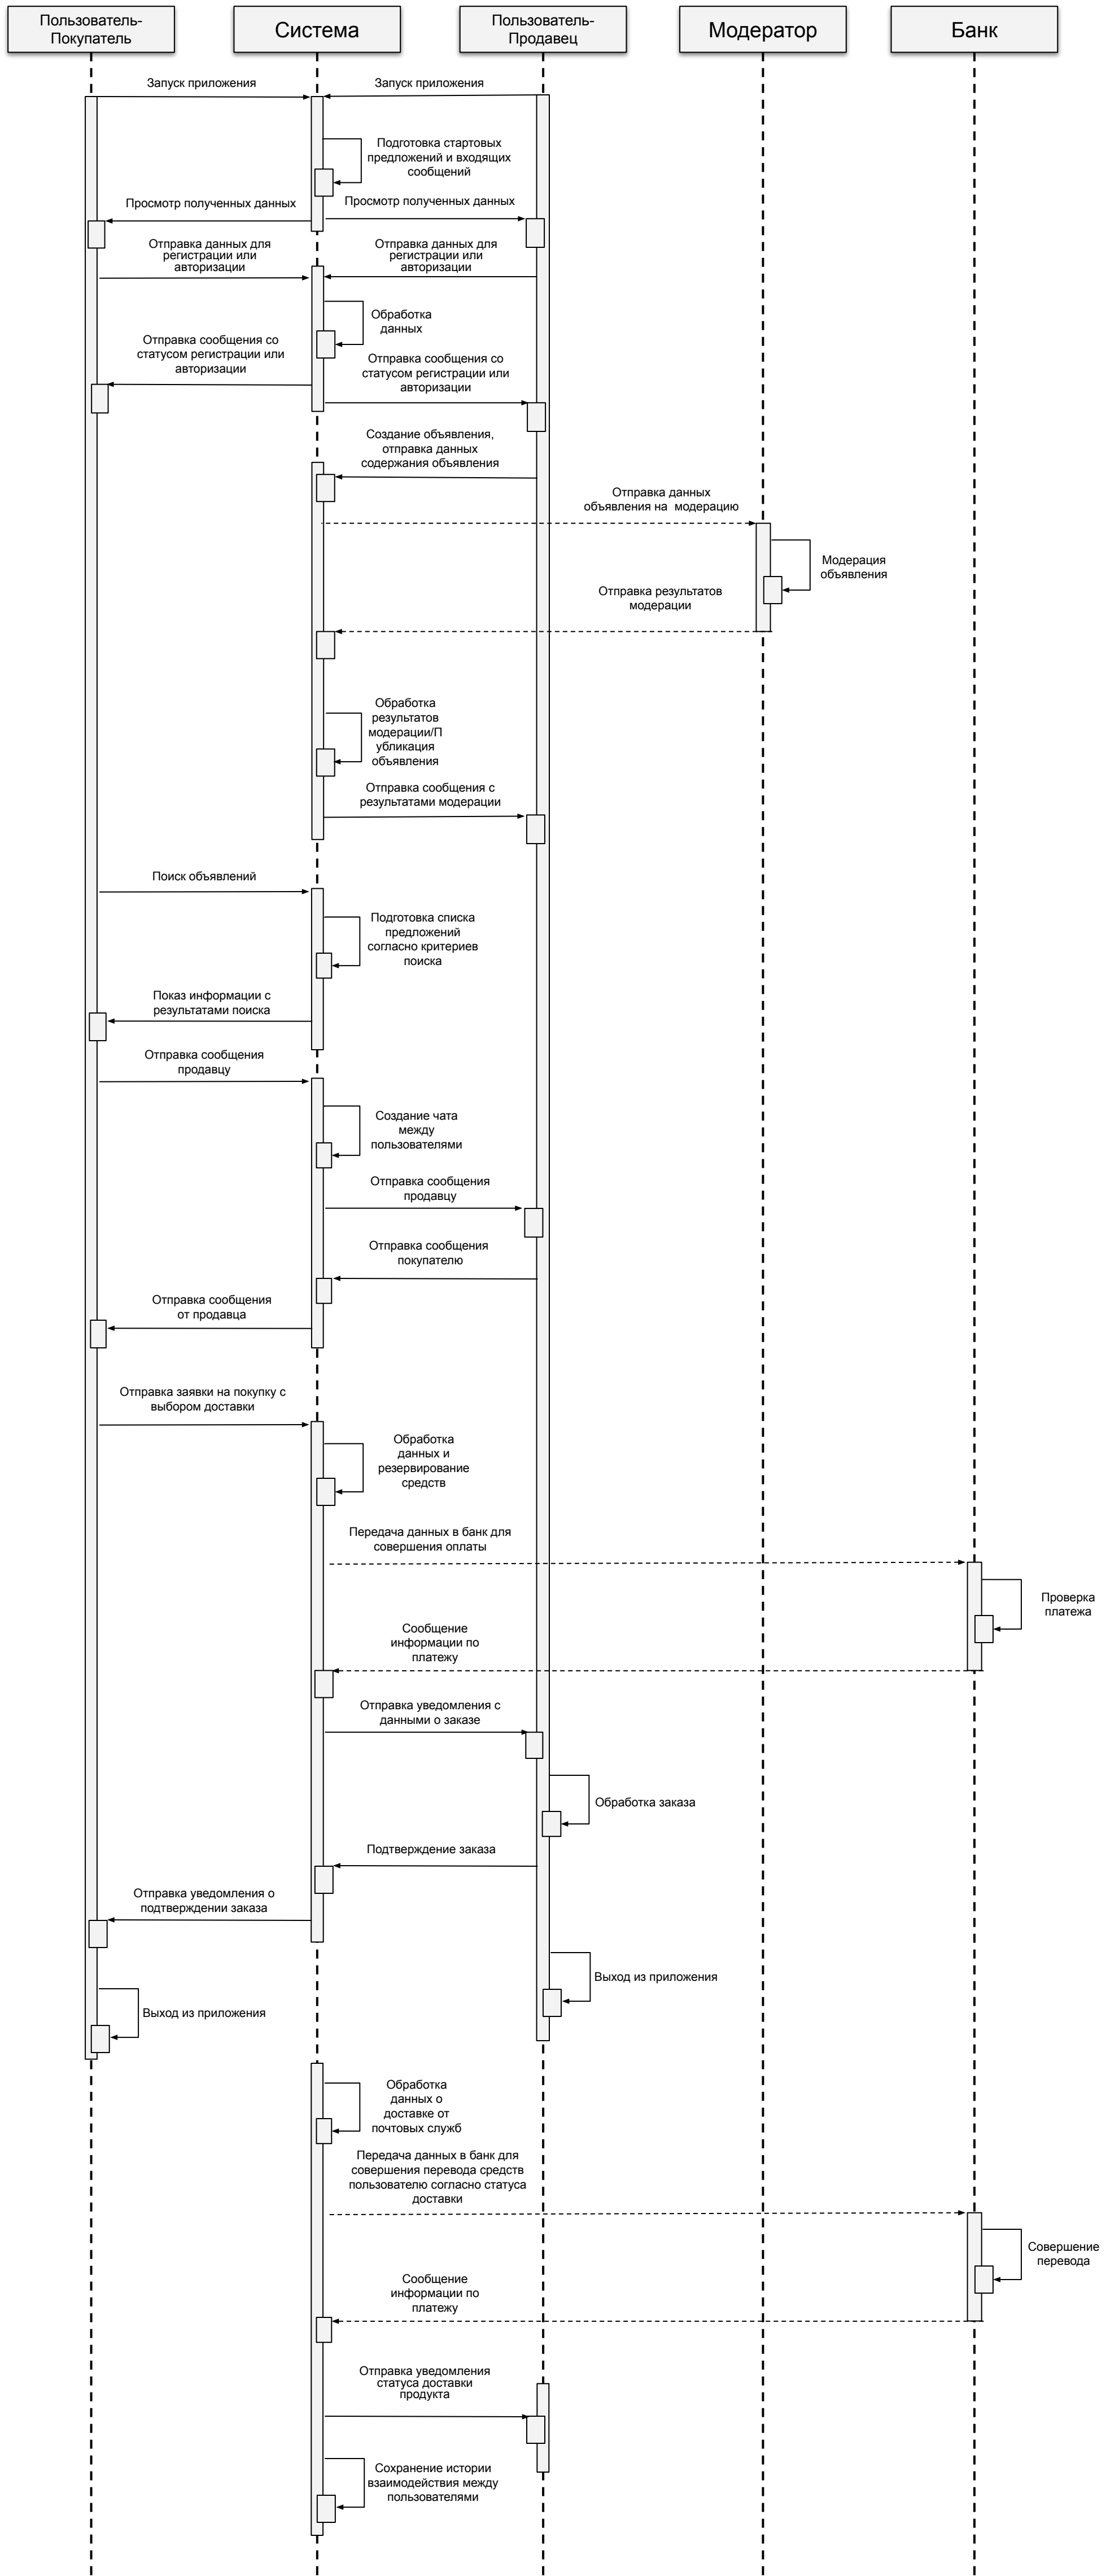 Пользователь-
Покупатель
Система
Пользователь-
Продавец
Модератор
Банк
Запуск приложения
Запуск приложения
Подготовка стартовых
предложений и входящих
сообщений
Просмотр полученных данных
Просмотр полученных данных
Отправка данных для
регистрации или
авторизации
Отправка данных для
регистрации или
авторизации
Обработка
данных
Отправка сообщения со
статусом регистрации или
авторизации
Отправка сообщения со
статусом регистрации или
авторизации
Создание объявления,
отправка данных
содержания объявления
Отправка данных
объявления на  модерацию
Модерация
объявления
Отправка результатов
модерации
Обработка
результатов
модерации/П
убликация
объявления
Отправка сообщения с
результатами модерации
Поиск объявлений
Подготовка списка
предложений
согласно критериев
поиска
Показ информации с
результатами поиска
Отправка сообщения
продавцу
Создание чата
между
пользователями
Отправка сообщения
продавцу
Отправка сообщения
покупателю
Отправка сообщения
от продавца
Отправка заявки на покупку с
выбором доставки
Обработка
данных и
резервирование
средств
Передача данных в банк для
совершения оплаты
Проверка
платежа
Сообщение
информации по
платежу
Отправка уведомления с
данными о заказе
Обработка заказа
Подтверждение заказа
Отправка уведомления о
подтверждении заказа
Выход из приложения
Выход из приложения
Обработка
данных о
доставке от
почтовых служб
Передача данных в банк для
совершения перевода средств
пользователю согласно статуса
доставки
Совершение
перевода
Сообщение
информации по
платежу
Отправка уведомления
статуса доставки
продукта
Сохранение истории
взаимодействия между
пользователями